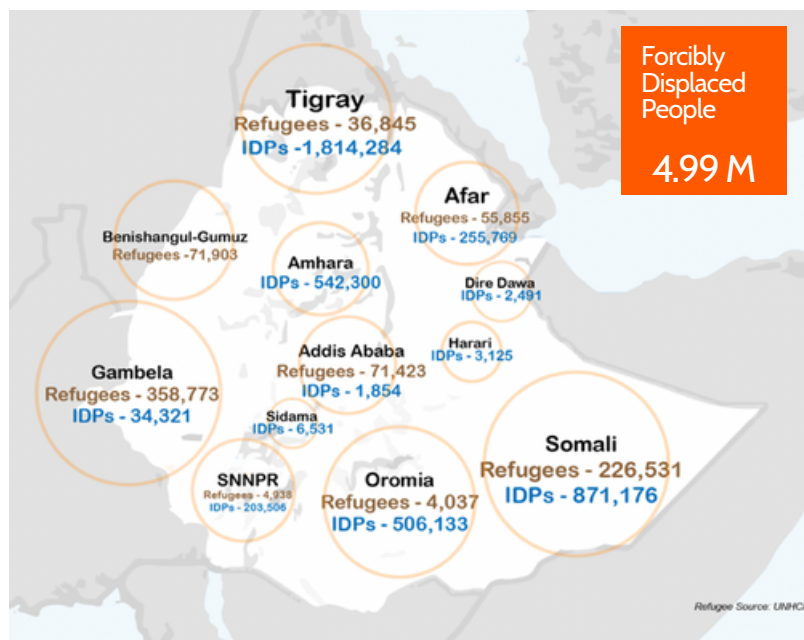 Forcibly
Displaced
People
4.99 M
Tigray
Refugees - 36,845
IDPs -1,814,284
Afar
Refugees - 55,855
IDPs - 255,769
Benishangul-Gumuz
Refugees -71,903
Amhara
IDPs - 542,300
Dire Dawa
IDPs - 2,491
Harari
IDPs - 3,125
Addis Ababa
Refugees - 71,423
IDPs - 1,854
Gambela
Refugees - 358,773
IDPs - 34,321
Sidama
IDPs - 6,531
Somali
Refugees - 226,531
IDPs - 871,176
SNNPR
Refugees - 4,938
IDPs - 203,506
Oromia
Refugees - 4,037
IDPs - 506,133
Refugee Source: UNHC